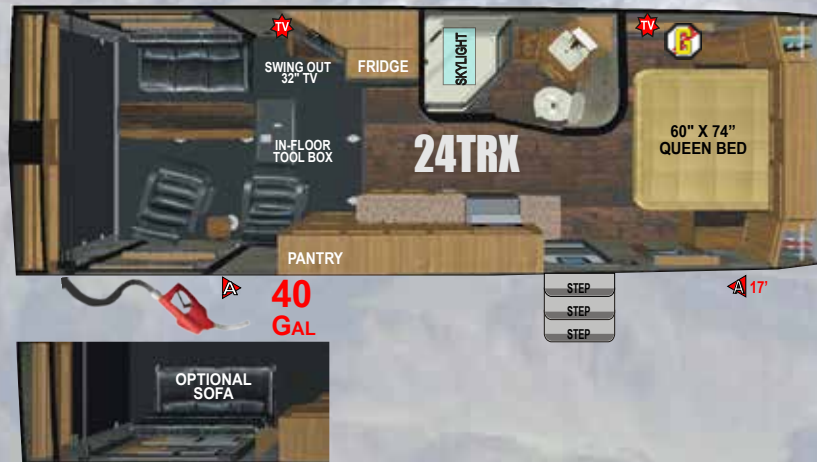 TV
TV
SWING OUT
32" TV
FRIDGE
SKYLIGHT
G
60" X 74”
QUEEN BED
IN-FLOOR
TOOL BOX
24TRX
PANTRY
A
40
GAL
STEP
STEP
STEP
A 17'
OPTIONAL
SOFA